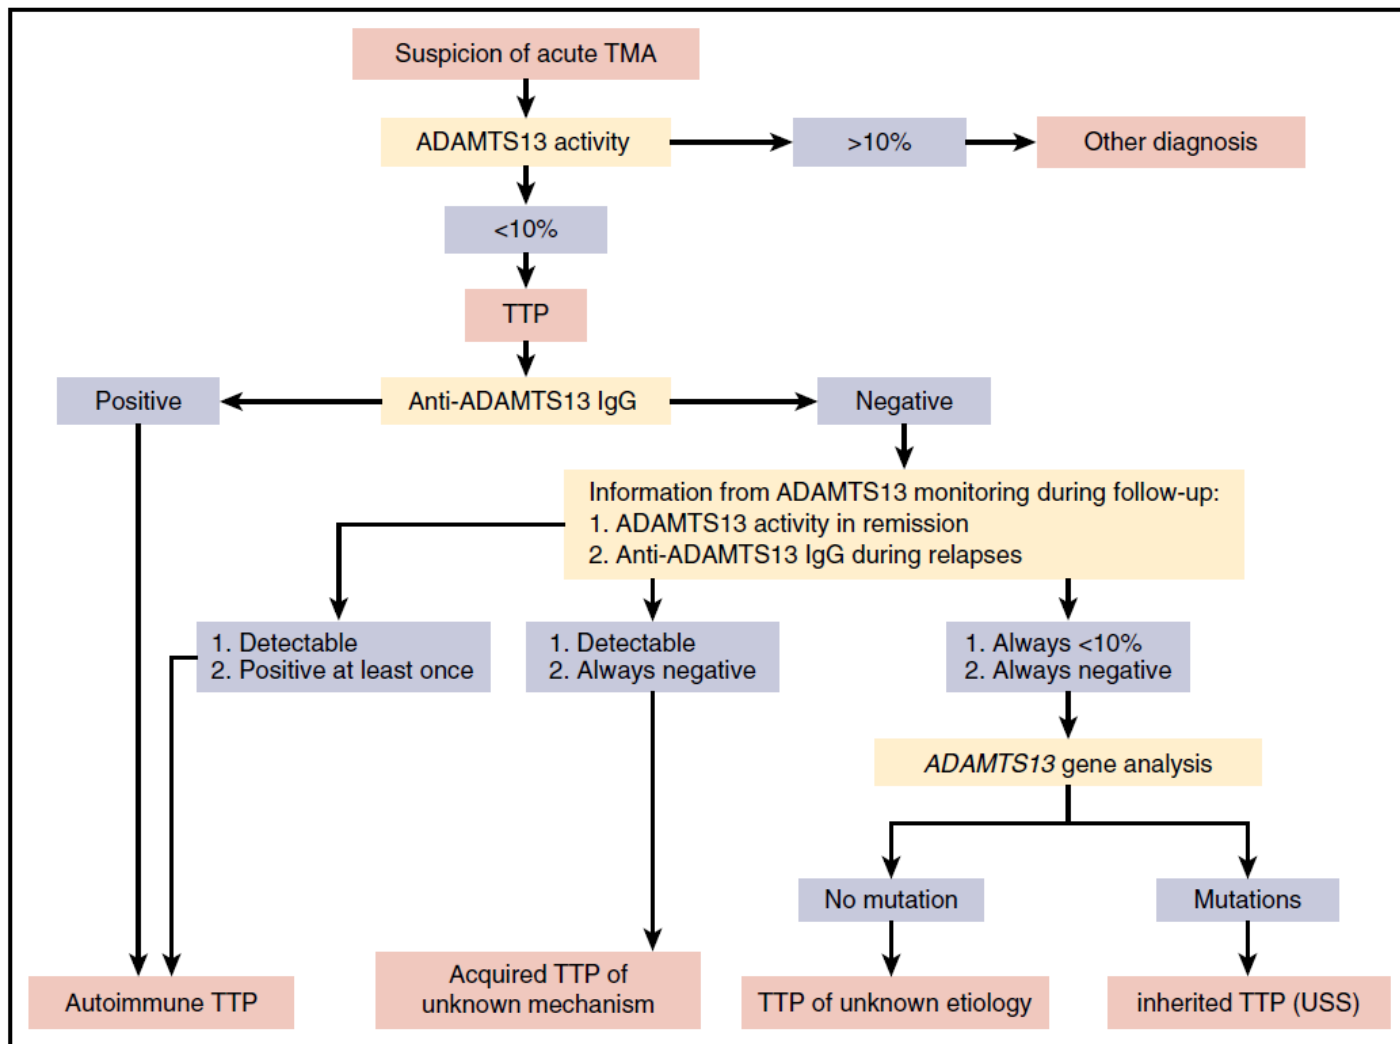 Suspicion of acute TMA
ADAMTS13 activity
>10%
Other diagnosis
<10%
TTP
Positive
Anti-ADAMTS13 IgG
Negative
Information from ADAMTS13 monitoring during follow-up:
1. ADAMTS13 activity in remission
2. Anti-ADAMTS13 IgG during relapses
1. Detectable
2. Positive at least once
1. Detectable
2. Always negative
1. Always <10%
2. Always negative
ADAMTS13 gene analysis
No mutation
Mutations
Autoimmune TTP
Acquired TTP of
unknown mechanism
TTP of unknown etiology
inherited TTP (USS)